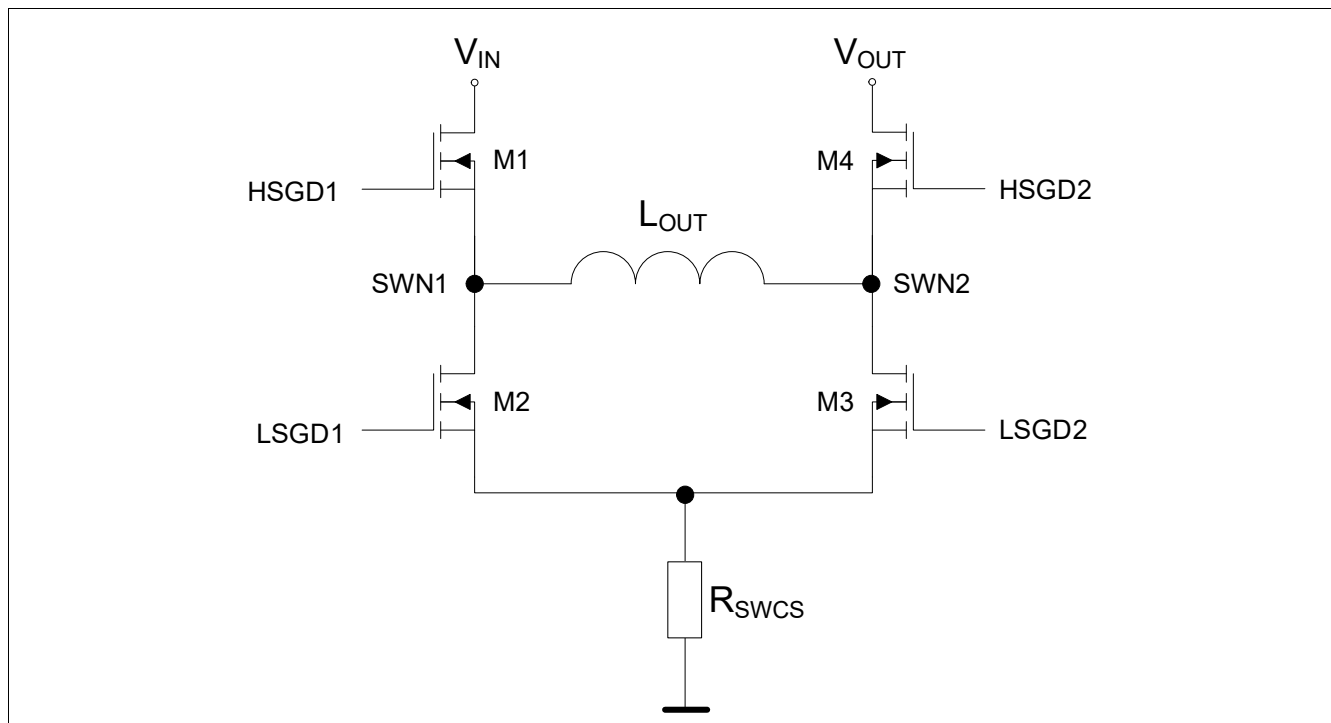 VIN
VOUT
M1
M4
HSGD1
HSGD2
LOUT
SWN1
SWN2
M2
M3
LSGD1
LSGD2
RSWCS